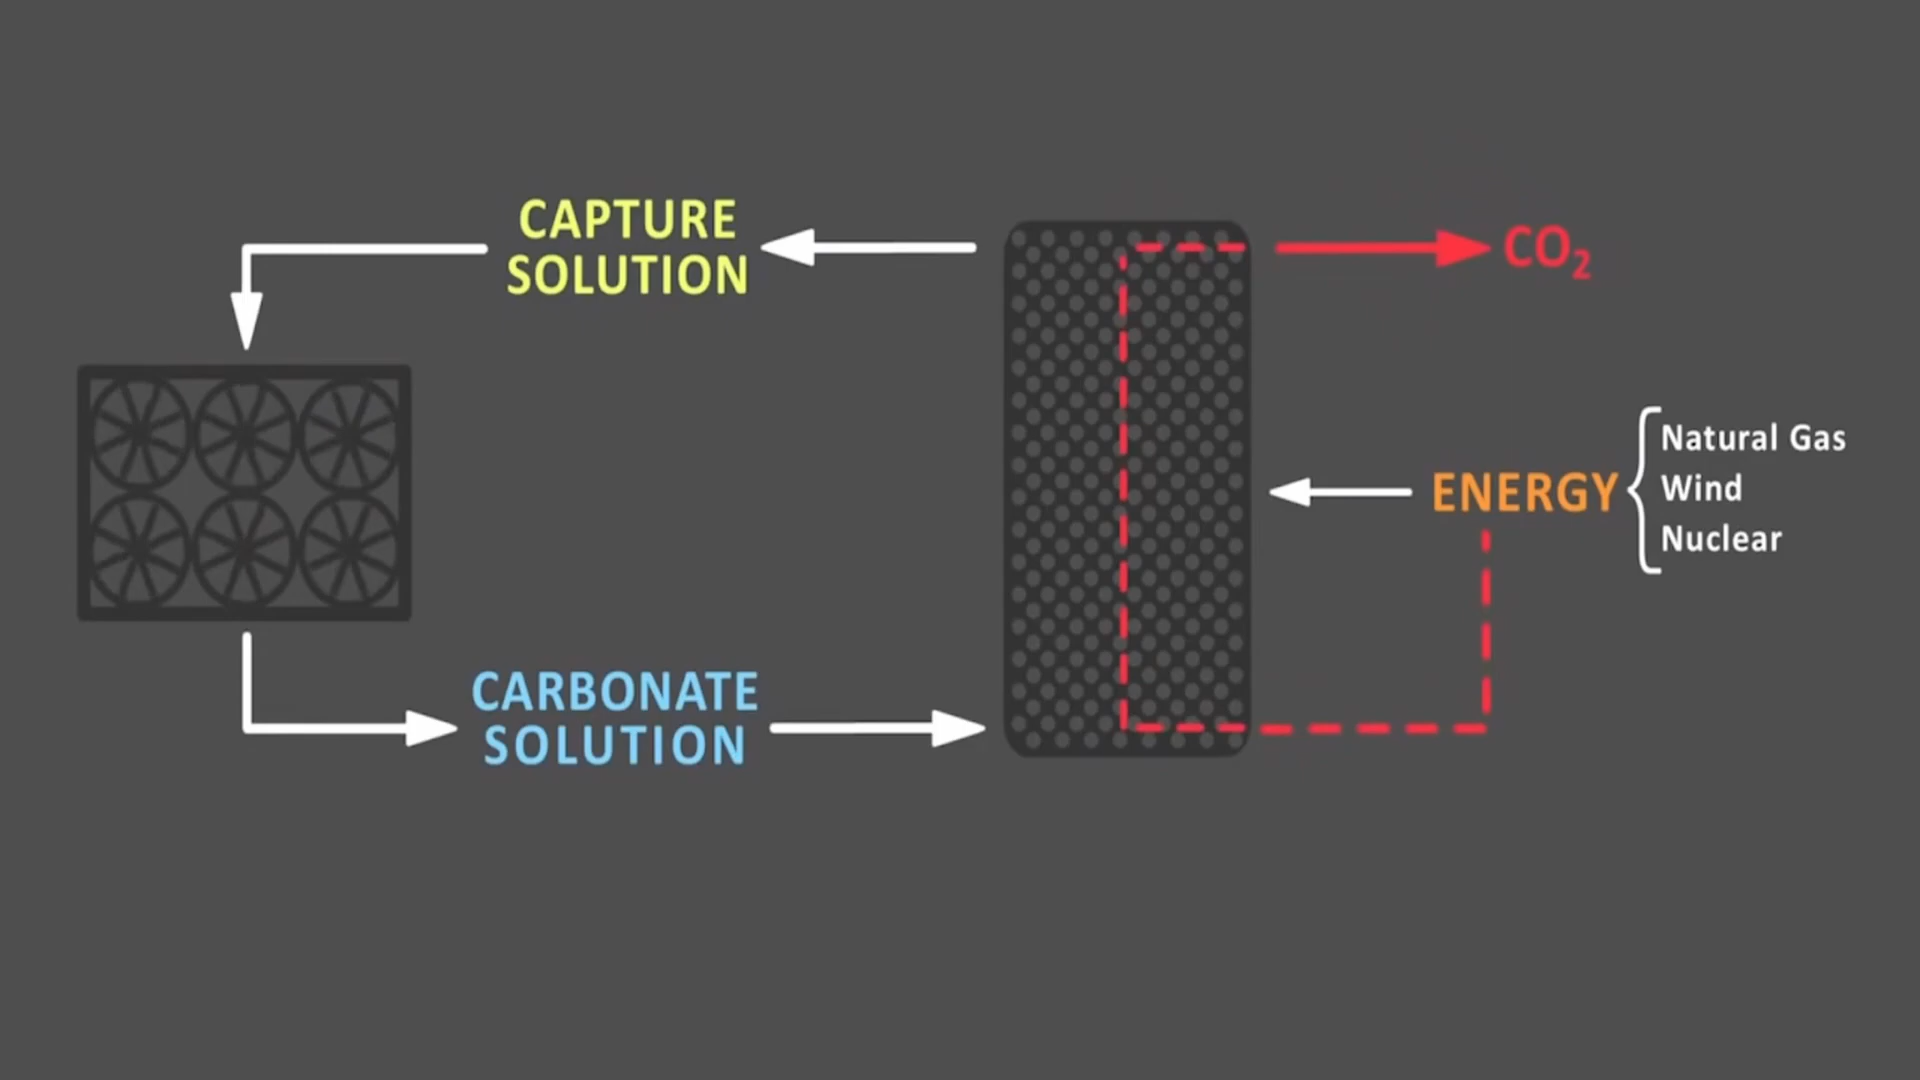 CAPTURE
SOLUTION
CO₂
Natural Gas
ENERGY
Wind
Nuclear
CARBONATE
SOLUTION